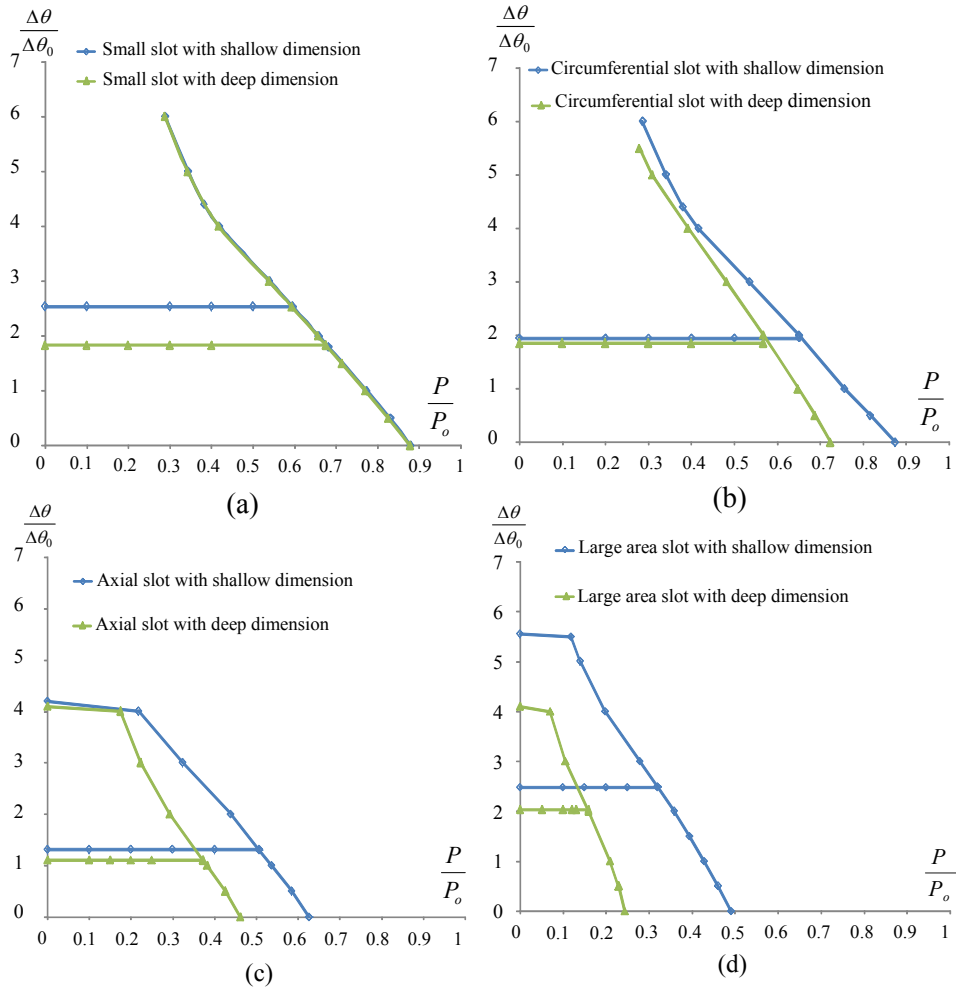 Δθ
Δθ₀
7
6
5
4
3
2
1
0
Small slot with shallow dimension
Small slot with deep dimension
P
Pₒ
0 0.1 0.2 0.3 0.4 0.5 0.6 0.7 0.8 0.9 1
(a)
Δθ
Δθ₀
7
6
5
4
3
2
1
0
Circumferential slot with shallow dimension
Circumferential slot with deep dimension
P
Pₒ
0 0.1 0.2 0.3 0.4 0.5 0.6 0.7 0.8 0.9 1
(b)
Δθ
Δθ₀
7
6
5
4
3
2
1
0
Axial slot with shallow dimension
Axial slot with deep dimension
P
Pₒ
0 0.1 0.2 0.3 0.4 0.5 0.6 0.7 0.8 0.9 1
(c)
Δθ
Δθ₀
7
6
5
4
3
2
1
0
Large area slot with shallow dimension
Large area slot with deep dimension
P
Pₒ
0 0.1 0.2 0.3 0.4 0.5 0.6 0.7 0.8 0.9 1
(d)